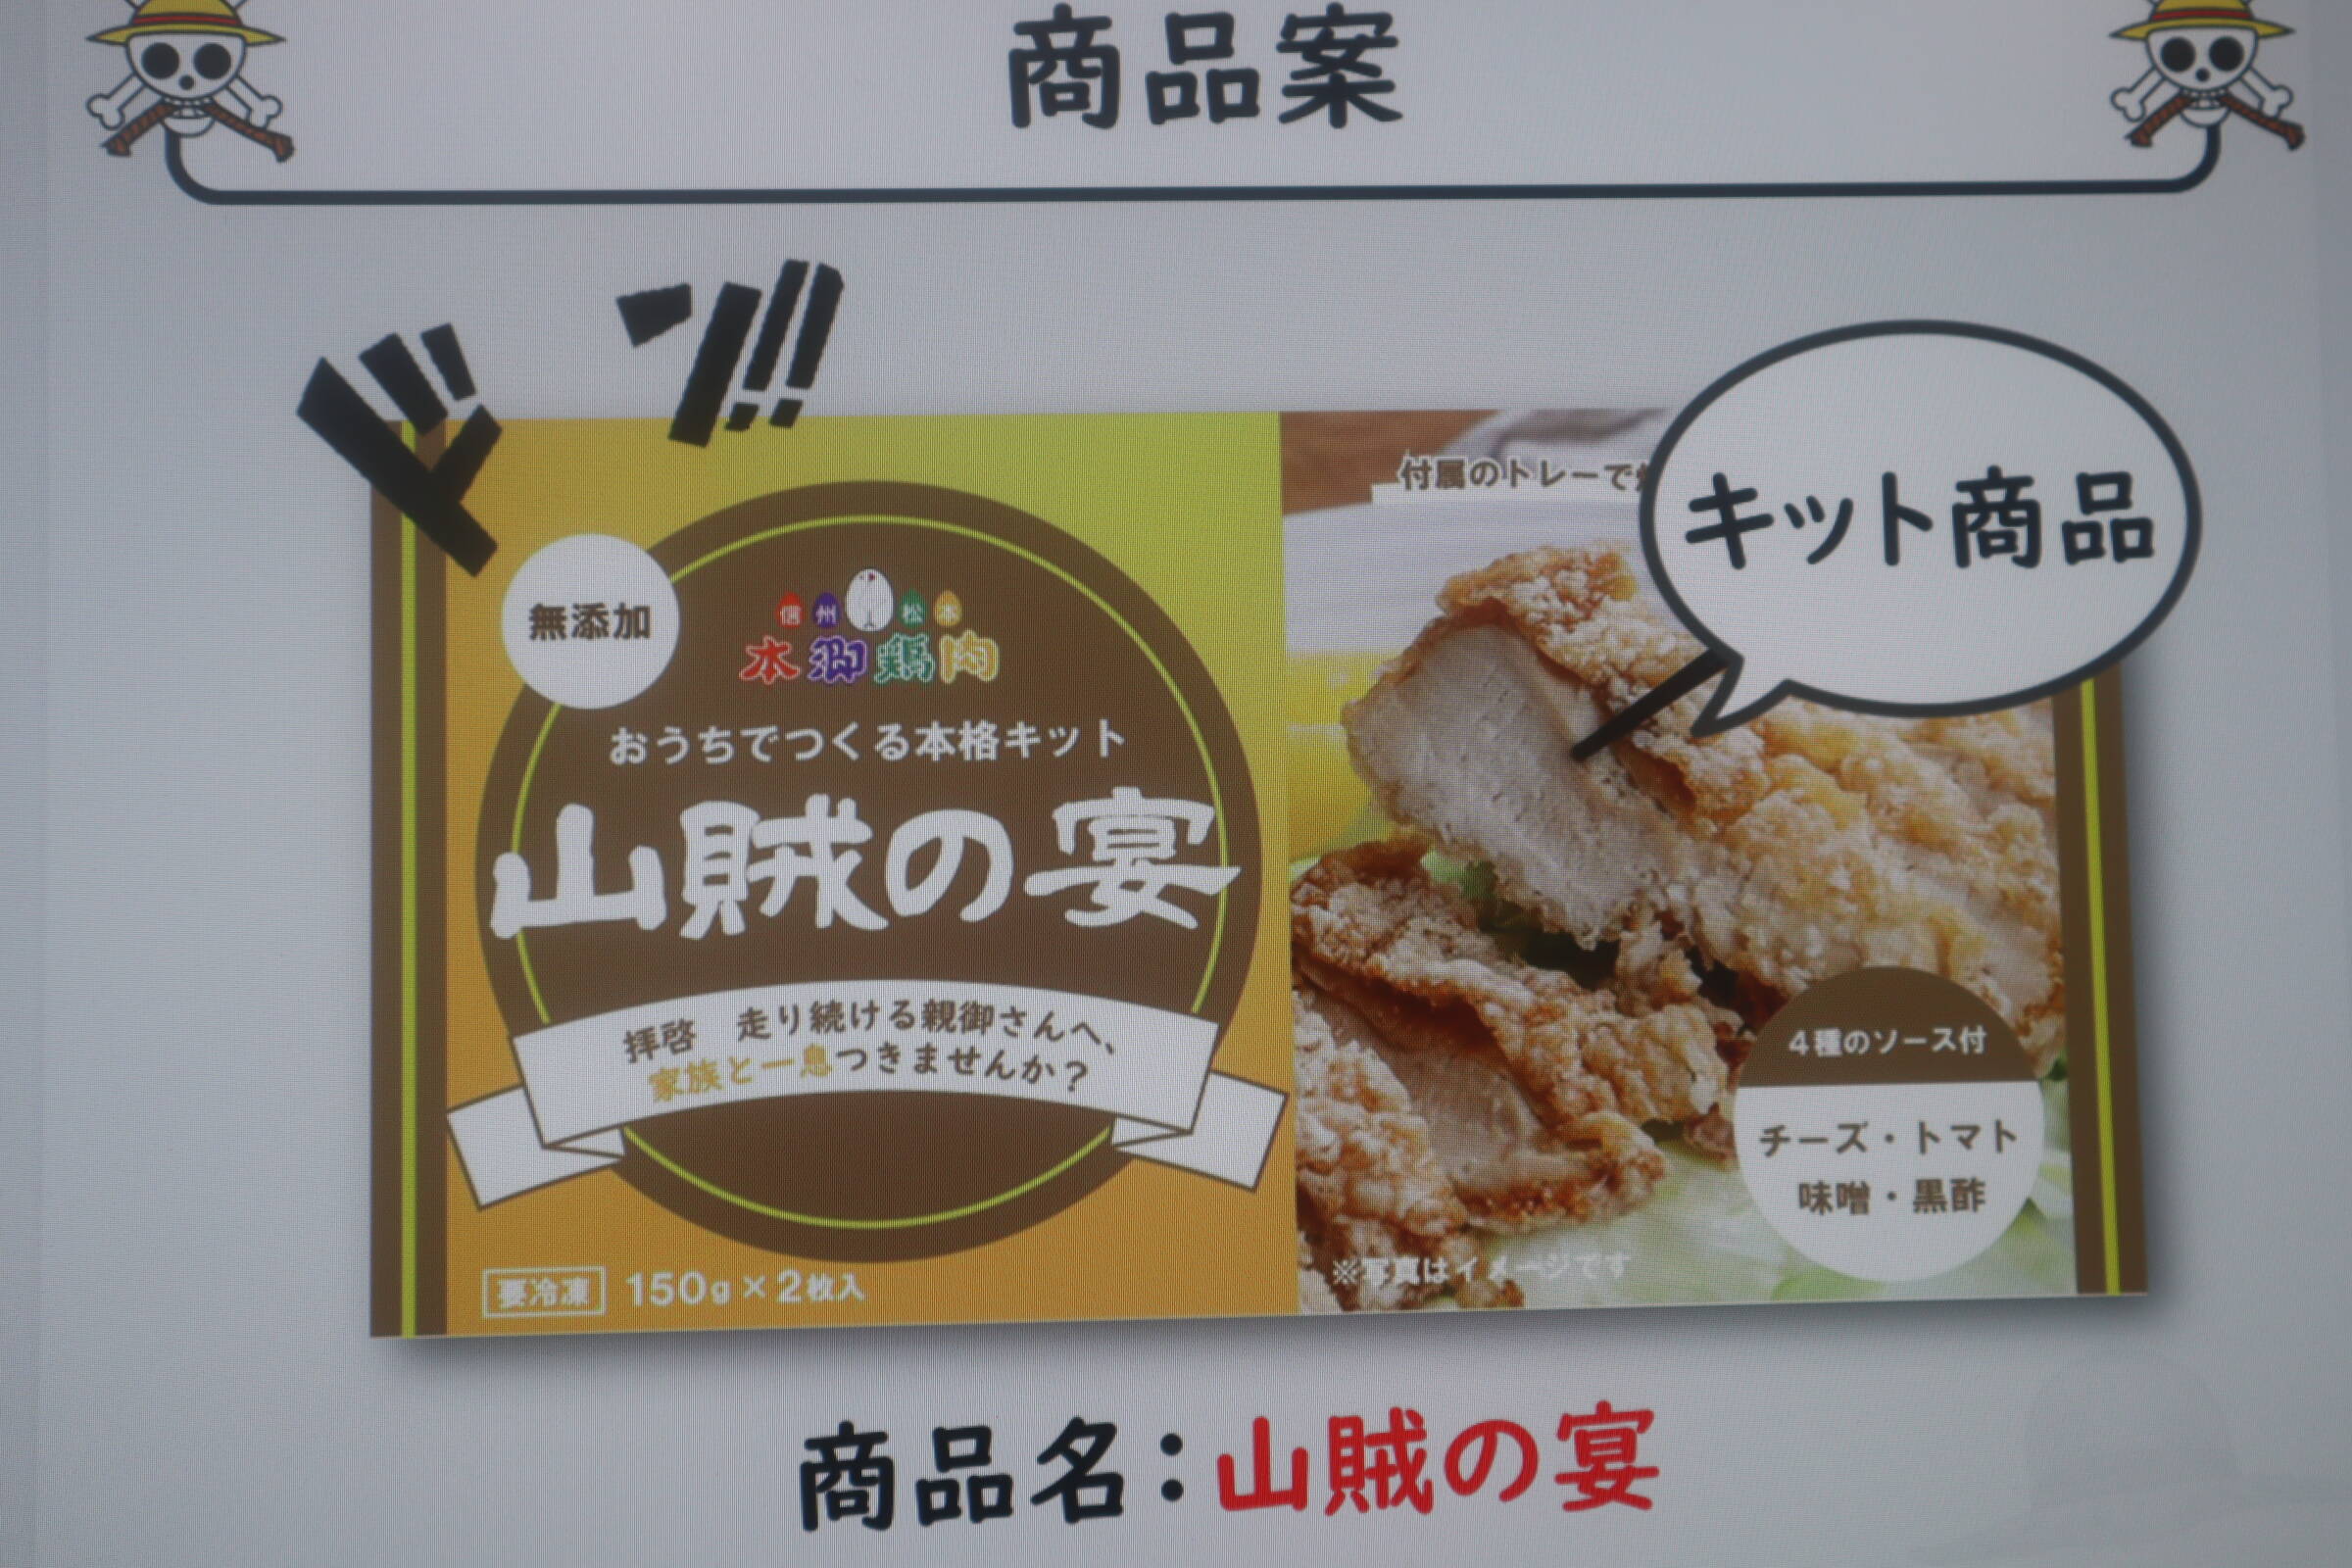 商品案
ドン!!
付属のトレーで
キット商品
無添加
信州松本
本郷鶏肉
おうちでつくる本格キット
山賊の宴
拝啓　走り続ける親御さんへ、
家族と一息つきませんか？
4種のソース付
チーズ・トマト
味噌・黒酢
※写真はイメージです
要冷凍 150g×2枚入
商品名：山賊の宴